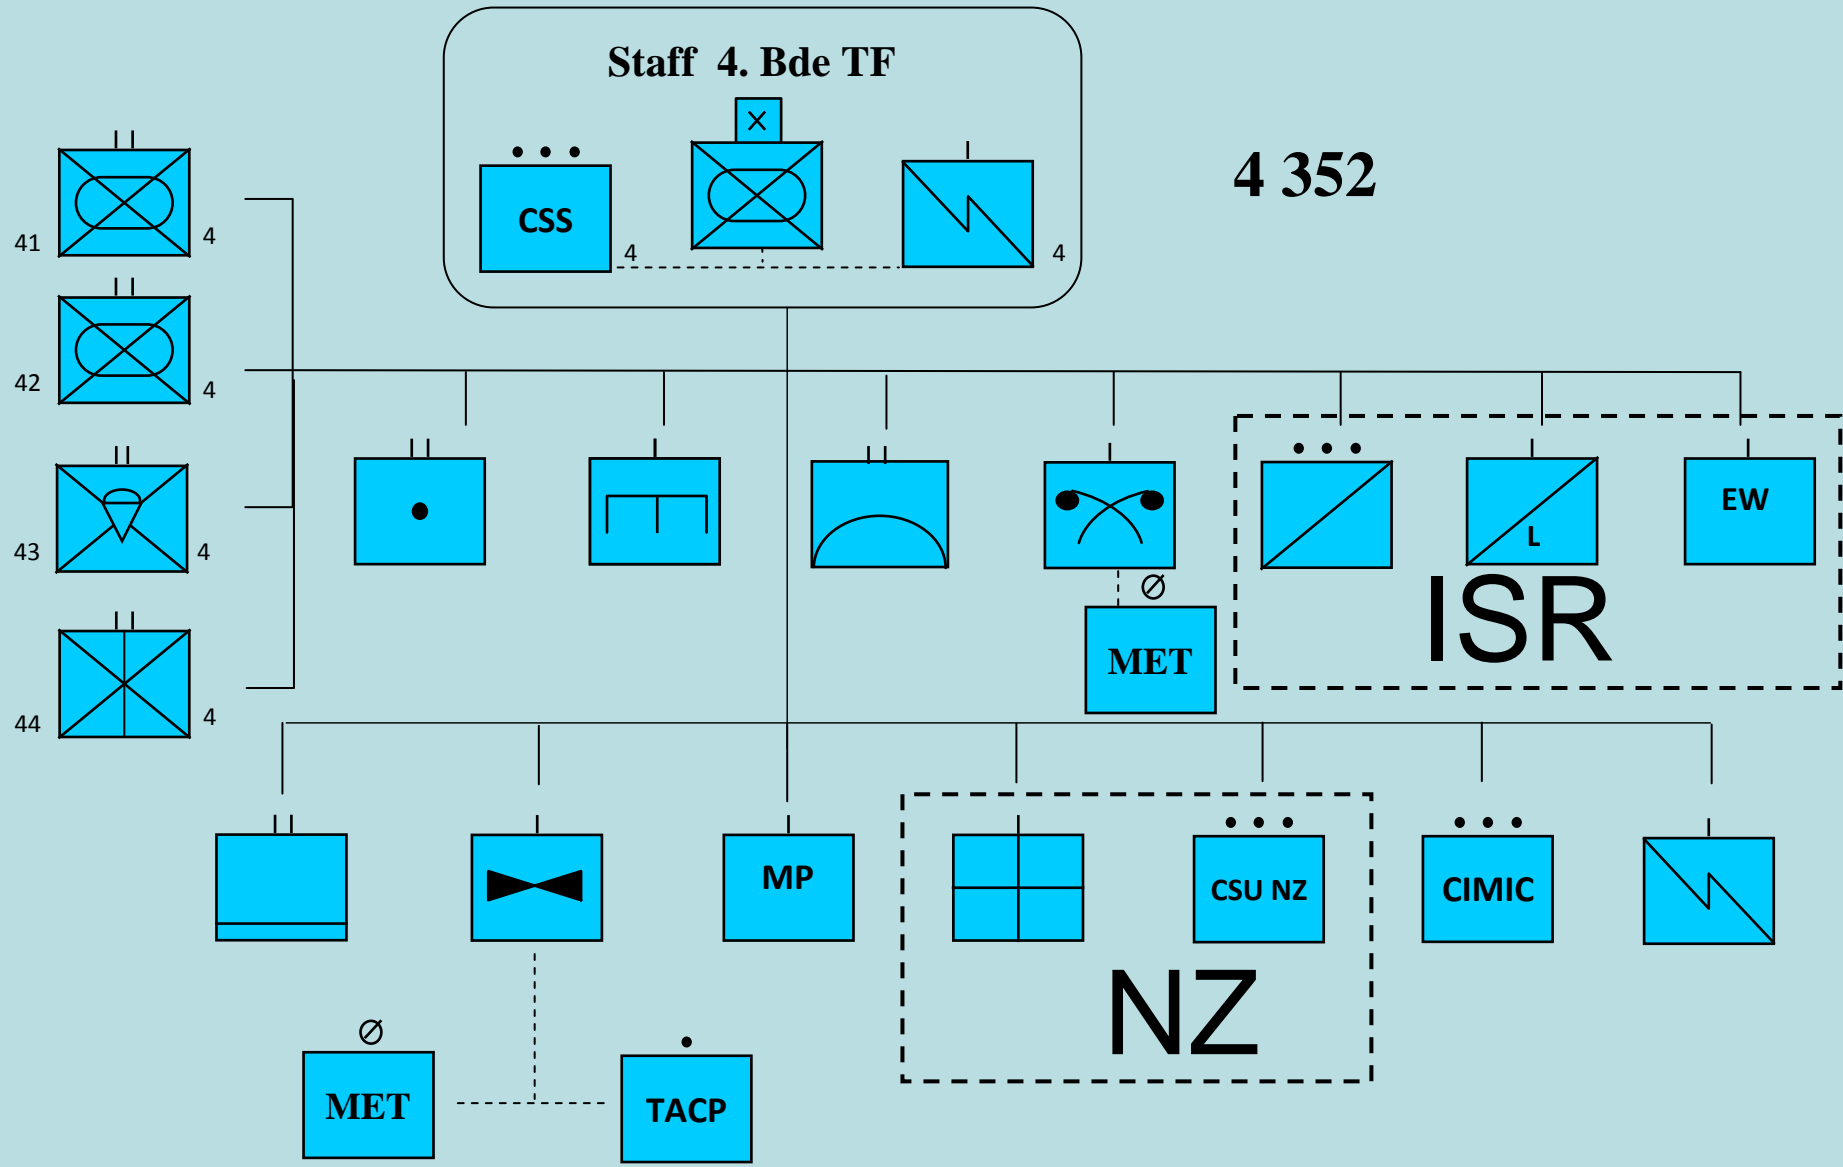 Staff 4. Bde TF
4 352
CSS
4
4
41
4
42
4
43
4
44
4
L
EW
ISR
MET
MP
CSU NZ
CIMIC
NZ
MET
TACP